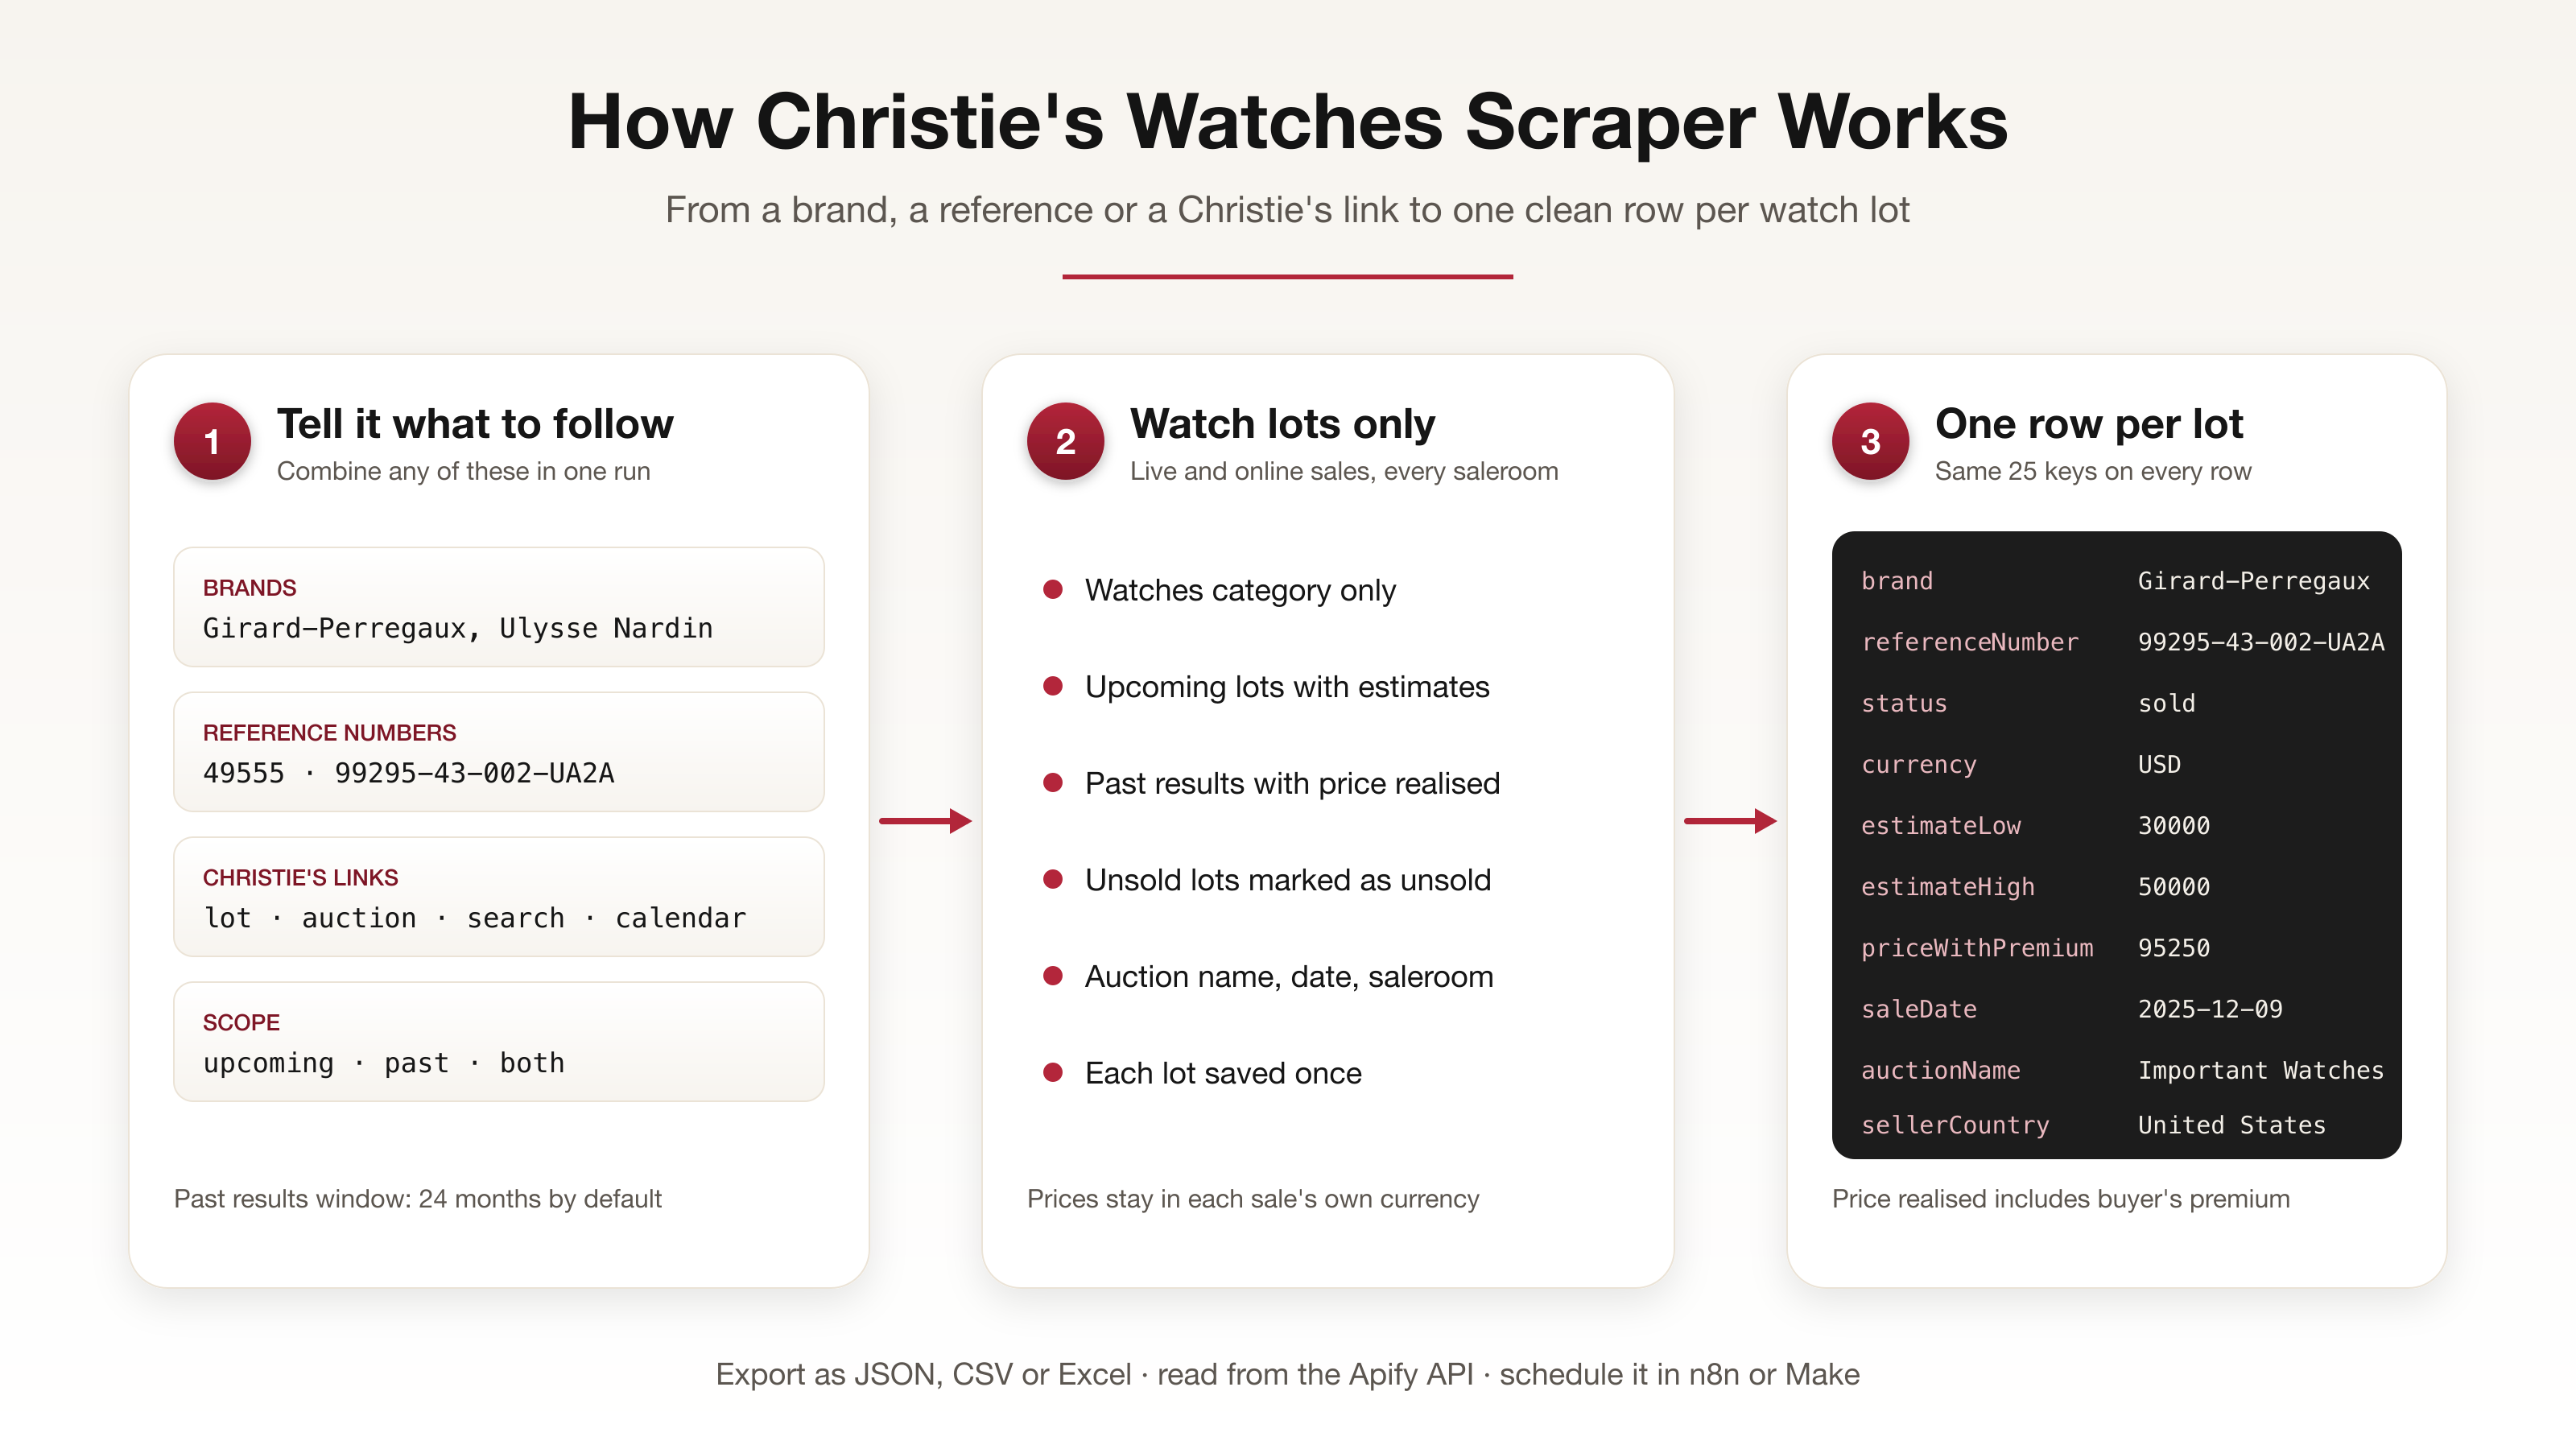 How Christie's Watches Scraper Works
From a brand, a reference or a Christie's link to one clean row per watch lot
1
Tell it what to follow
Combine any of these in one run
BRANDS
Girard–Perregaux, Ulysse Nardin
REFERENCE NUMBERS
49555 · 99295–43–002–UA2A
CHRISTIE'S LINKS
lot · auction · search · calendar
SCOPE
upcoming · past · both
Past results window: 24 months by default
2
Watch lots only
Live and online sales, every saleroom
Watches category only
Upcoming lots with estimates
Past results with price realised
Unsold lots marked as unsold
Auction name, date, saleroom
Each lot saved once
Prices stay in each sale's own currency
3
One row per lot
Same 25 keys on every row
brand Girard–Perregaux
referenceNumber 99295–43–002–UA2A
status sold
currency USD
estimateLow 30000
estimateHigh 50000
priceWithPremium 95250
saleDate 2025–12–09
auctionName Important Watches
sellerCountry United States
Price realised includes buyer's premium
Export as JSON, CSV or Excel · read from the Apify API · schedule it in n8n or Make